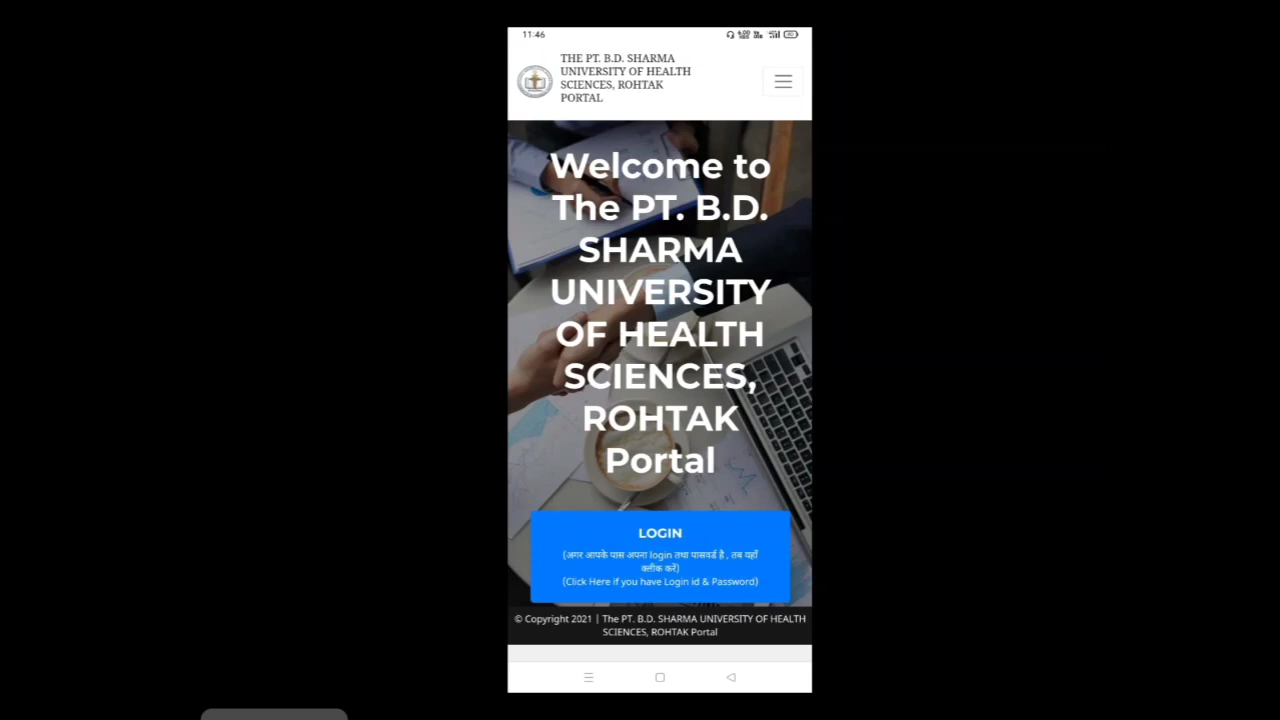 11:46
THE PT. B.D. SHARMA
UNIVERSITY OF HEALTH
SCIENCES, ROHTAK
PORTAL
Welcome to
The PT. B.D.
SHARMA
UNIVERSITY
OF HEALTH
SCIENCES,
ROHTAK
Portal
LOGIN
(अगर आपके पास अपना login तथा पासवर्ड है , तब यहाँ
क्लीक करें)
(Click Here if you have Login id & Password)
© Copyright 2021 | The PT. B.D. SHARMA UNIVERSITY OF HEALTH
SCIENCES, ROHTAK Portal